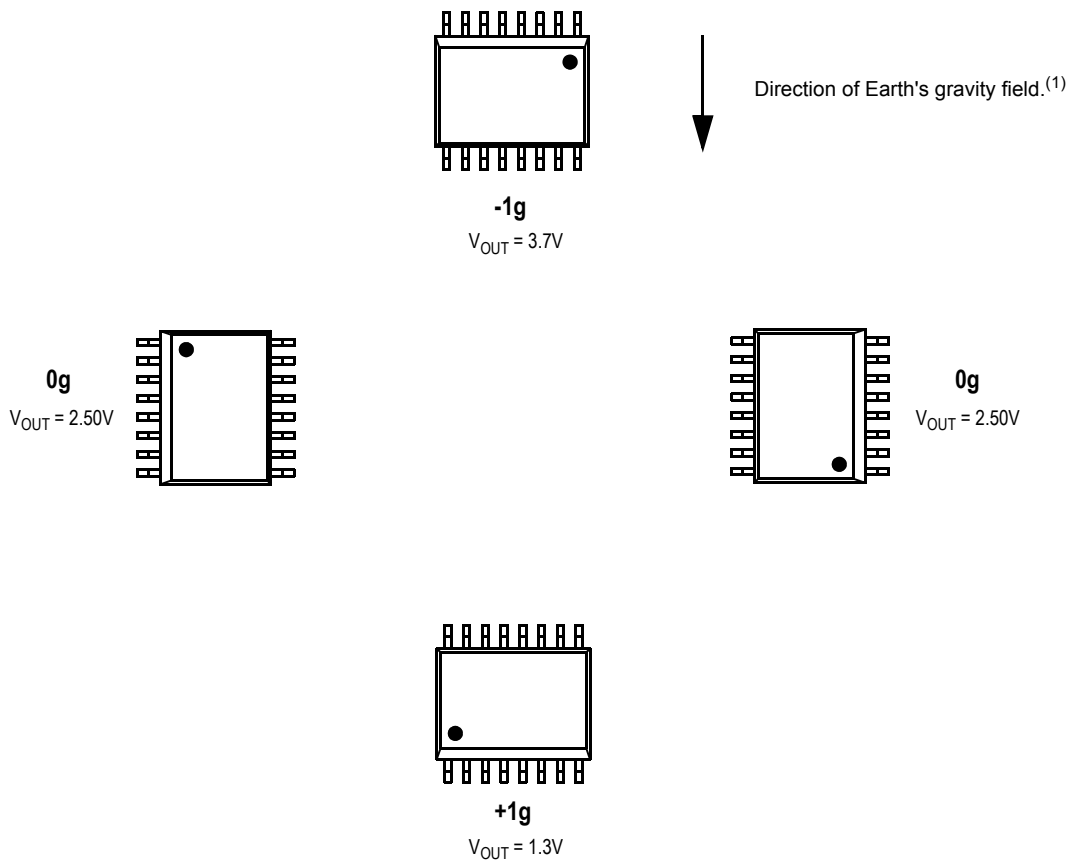 Direction of Earth's gravity field.(1)
-1g
VOUT = 3.7V
0g
VOUT = 2.50V
0g
VOUT = 2.50V
+1g
VOUT = 1.3V